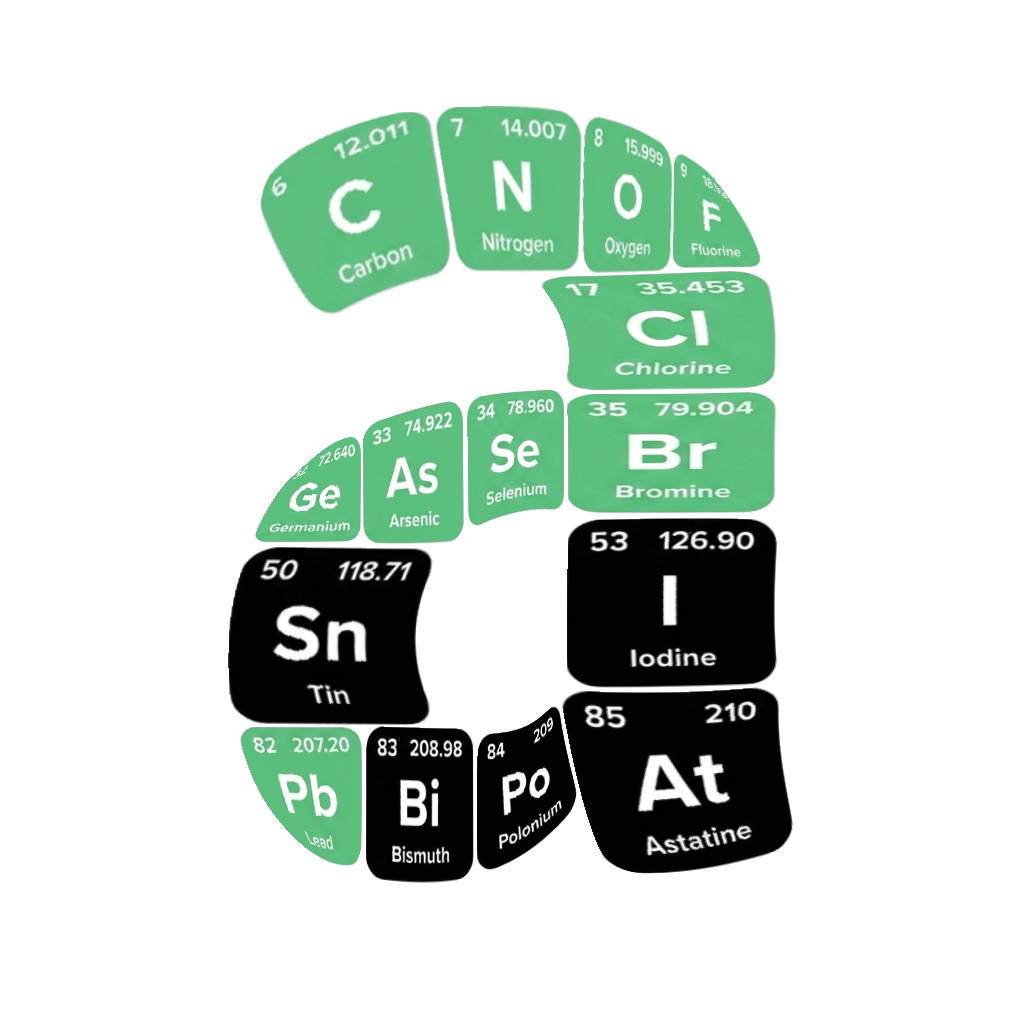 6 12.011
C
Carbon
7 14.007
N
Nitrogen
8 15.999
O
Oxygen
9
F
Fluorine
17 35.453
Cl
Chlorine
72.640
Ge
Germanium
33 74.922
As
Arsenic
34 78.960
Se
Selenium
35 79.904
Br
Bromine
50 118.71
Sn
Tin
53 126.90
I
Iodine
82 207.20
Pb
Lead
83 208.98
Bi
Bismuth
84 209
Po
Polonium
85 210
At
Astatine